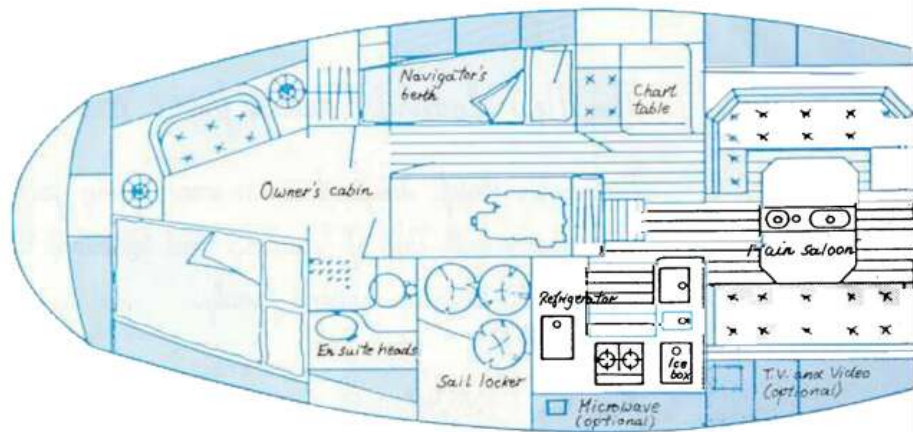 Navigator's
berth
Chart
table
Owner's cabin
Main saloon
Refrigerator
En suite heads
Sail locker
Ice
box
Microwave
(optional)
T.V. and Video
(optional)